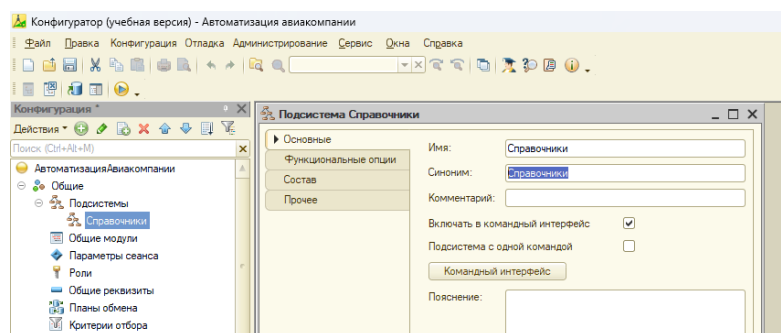 Конфигуратор (учебная версия) - Автоматизация авиакомпании
Файл Правка Конфигурация Отладка Администрирование Сервис Окна Справка
Конфигурация *
Действия
Поиск (Ctrl+Alt+M)
АвтоматизацияАвиакомпании
Общие
Подсистемы
Справочники
Общие модули
Параметры сеанса
Роли
Общие реквизиты
Планы обмена
Критерии отбора
Подсистема Справочники
Основные
Функциональные опции
Состав
Прочее
Имя: Справочники
Синоним: Справочники
Комментарий:
Включать в командный интерфейс
Подсистема с одной командой
Командный интерфейс
Пояснение: